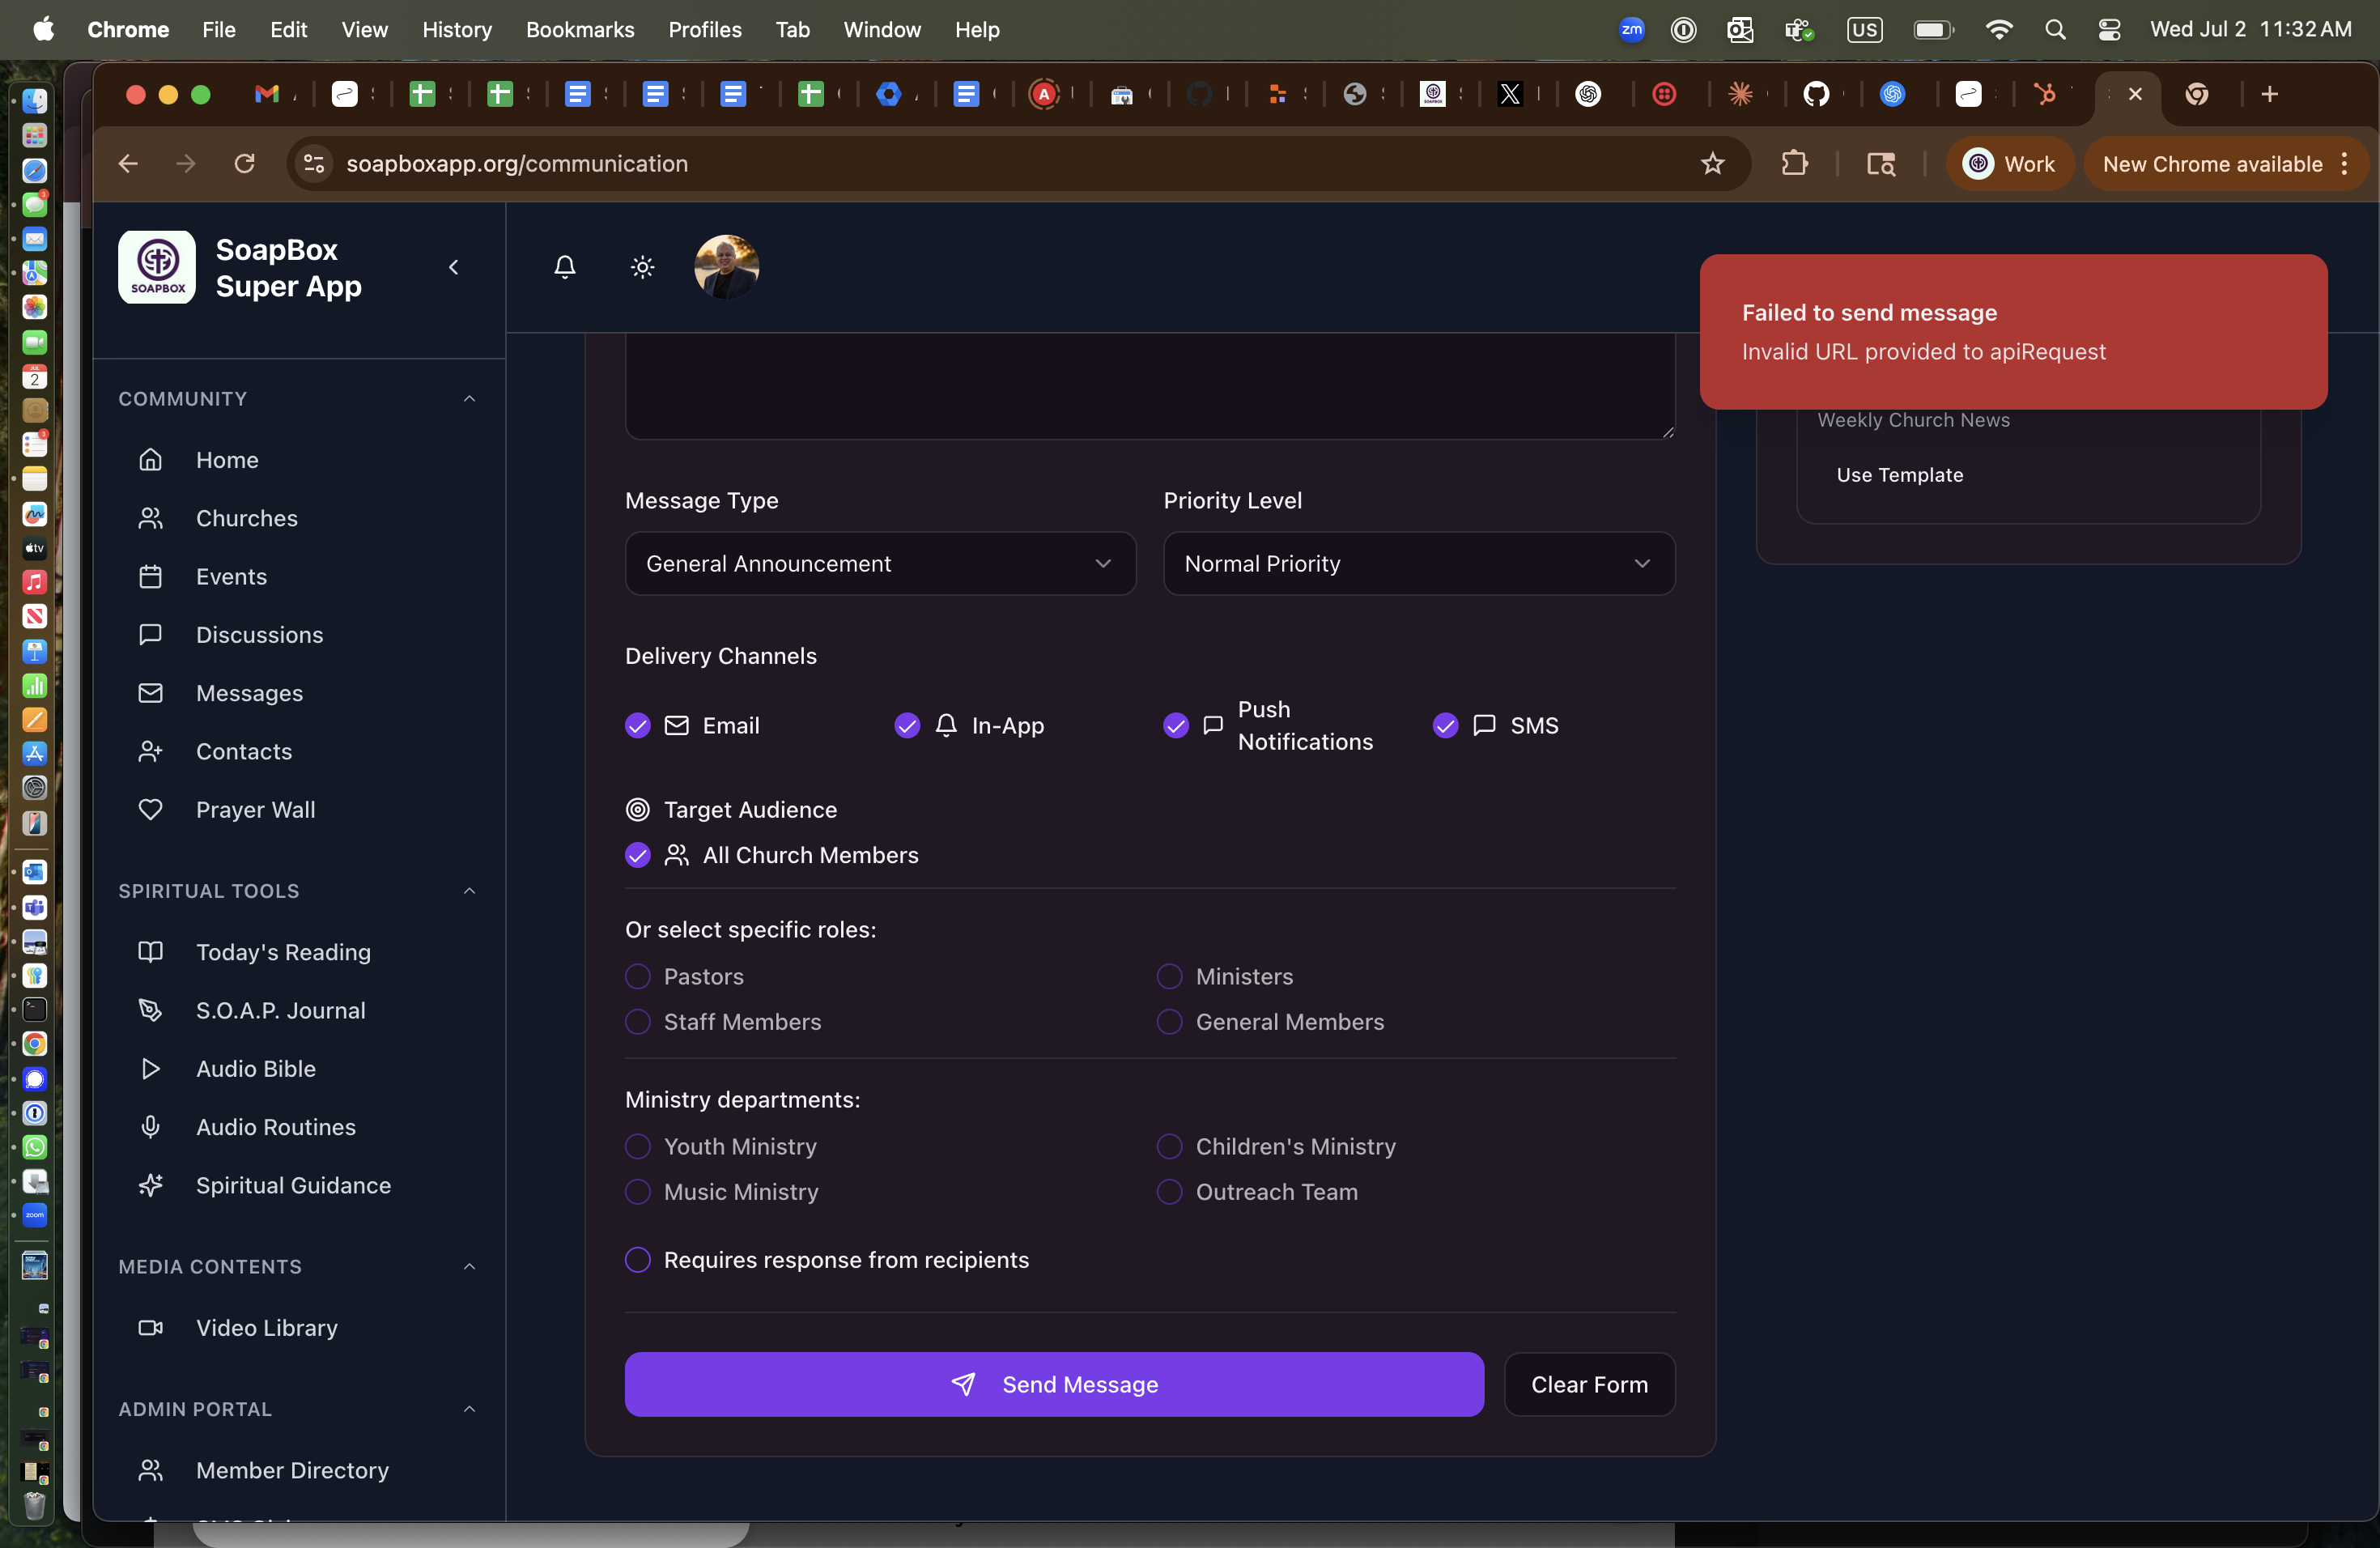 Chrome File Edit View History Bookmarks Profiles Tab Window Help
zm US Wed Jul 2 11:32 AM
soapboxapp.org/communication
Work
New Chrome available
SOAPBOX
SoapBox
Super App
Failed to send message
Invalid URL provided to apiRequest
COMMUNITY
Home
Churches
Events
Discussions
Messages
Contacts
Prayer Wall
SPIRITUAL TOOLS
Today's Reading
S.O.A.P. Journal
Audio Bible
Audio Routines
Spiritual Guidance
MEDIA CONTENTS
Video Library
ADMIN PORTAL
Member Directory
Message Type
Priority Level
General Announcement
Normal Priority
Delivery Channels
Email
In-App
Push
Notifications
SMS
Target Audience
All Church Members
Or select specific roles:
Pastors
Ministers
Staff Members
General Members
Ministry departments:
Youth Ministry
Children's Ministry
Music Ministry
Outreach Team
Requires response from recipients
Send Message
Clear Form
Weekly Church News
Use Template
tv
zoom